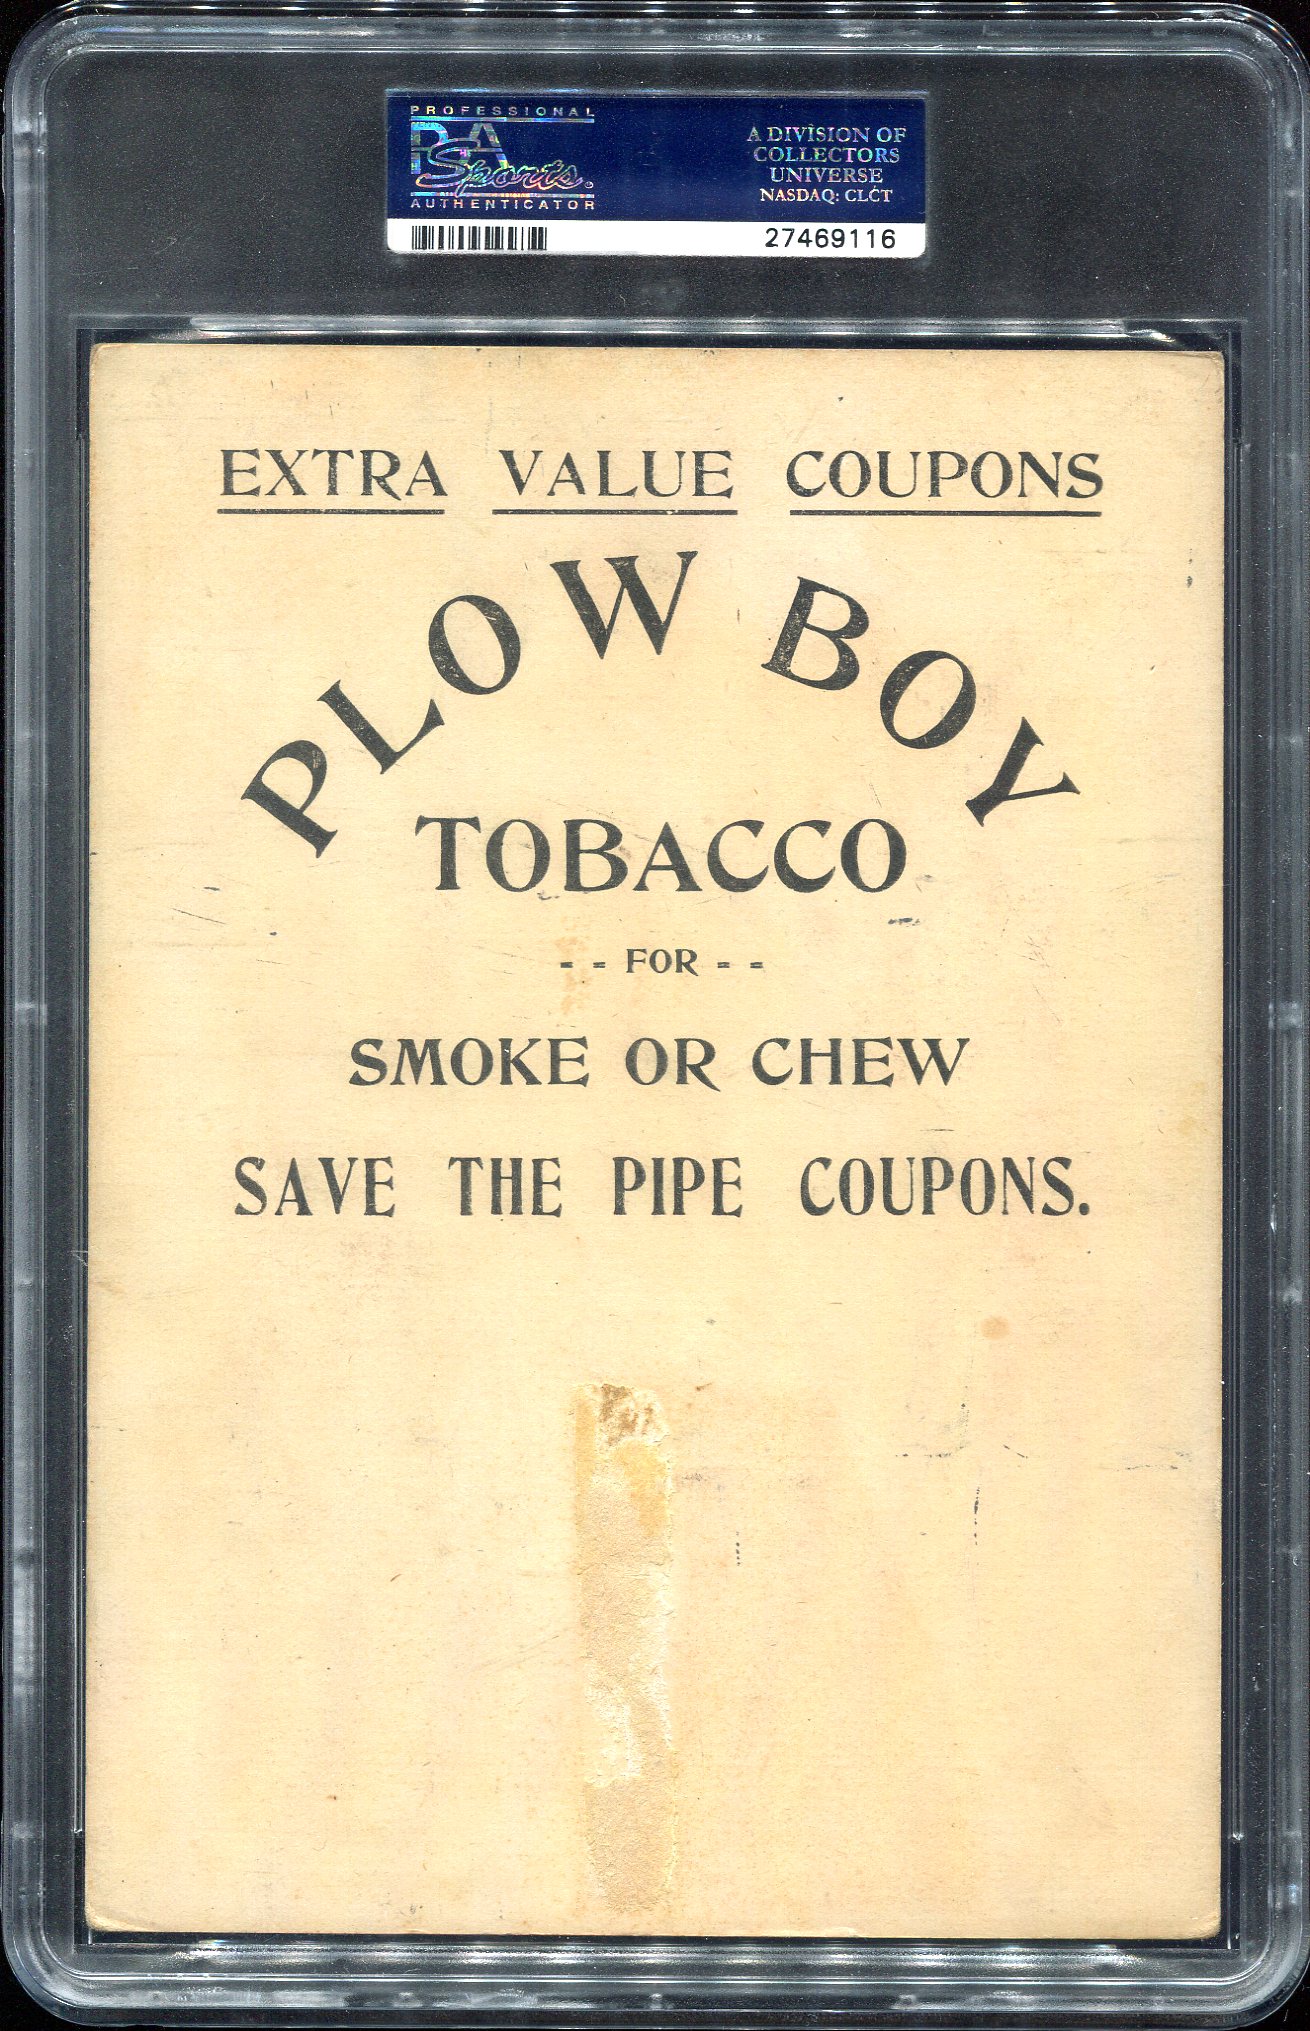 PROFESSIONAL
PSA
Sports
AUTHENTICATOR
A DIVISION OF
COLLECTORS
UNIVERSE
NASDAQ: CLCT
27469116
EXTRA VALUE COUPONS
PLOW BOY
TOBACCO
- - FOR - -
SMOKE OR CHEW
SAVE THE PIPE COUPONS.